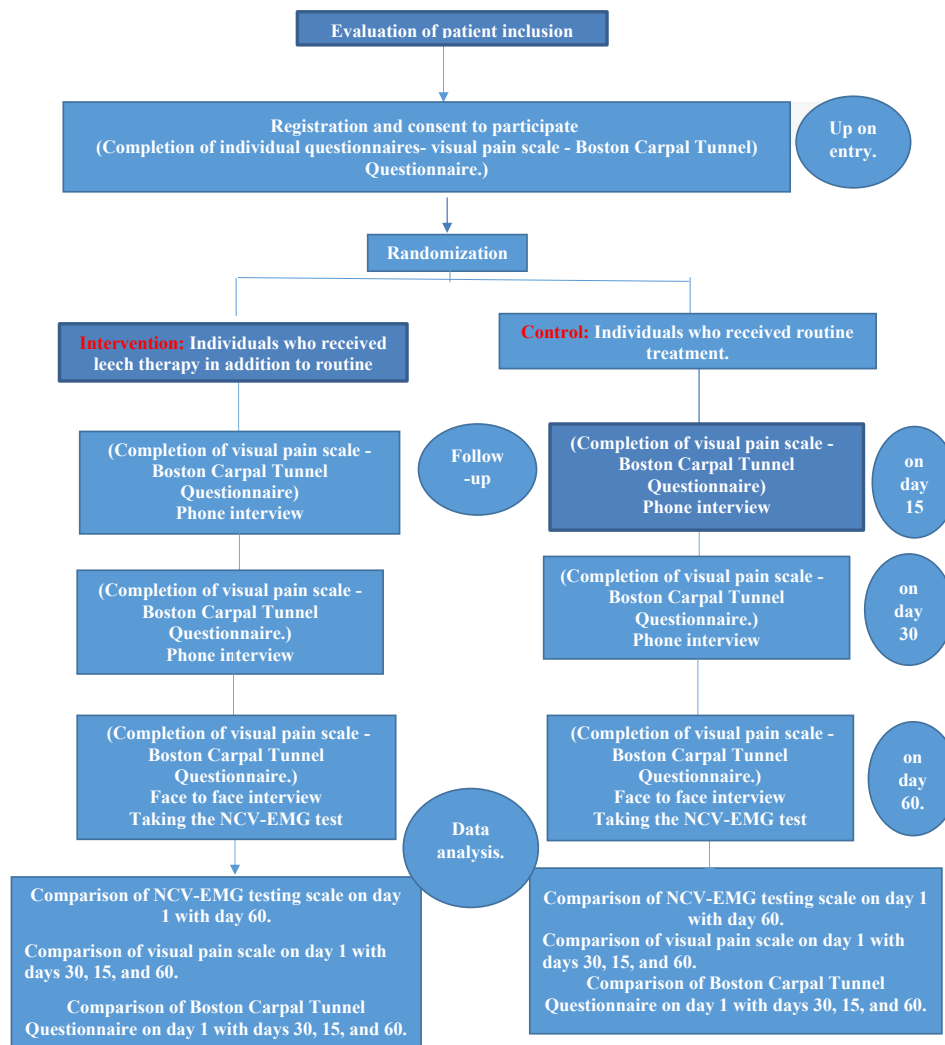 Evaluation of patient inclusion
Registration and consent to participate
(Completion of individual questionnaires- visual pain scale - Boston Carpal Tunnel)
Questionnaire.)
Up on
entry.
Randomization
Intervention: Individuals who received
leech therapy in addition to routine
Control: Individuals who received routine
treatment.
(Completion of visual pain scale -
Boston Carpal Tunnel
Questionnaire)
Phone interview
Follow
-up
(Completion of visual pain scale -
Boston Carpal Tunnel
Questionnaire)
Phone interview
on
day
15
(Completion of visual pain scale -
Boston Carpal Tunnel
Questionnaire.)
Phone interview
(Completion of visual pain scale -
Boston Carpal Tunnel
Questionnaire.)
Phone interview
on
day
30
(Completion of visual pain scale -
Boston Carpal Tunnel
Questionnaire.)
Face to face interview
Taking the NCV-EMG test
(Completion of visual pain scale -
Boston Carpal Tunnel
Questionnaire.)
Face to face interview
Taking the NCV-EMG test
on
day
60.
Data
analysis.
Comparison of NCV-EMG testing scale on day
1 with day 60.
Comparison of visual pain scale on day 1 with
days 30, 15, and 60.
Comparison of Boston Carpal Tunnel
Questionnaire on day 1 with days 30, 15, and 60.
Comparison of NCV-EMG testing scale on day 1
with day 60.
Comparison of visual pain scale on day 1 with
days 30, 15, and 60.
Comparison of Boston Carpal Tunnel
Questionnaire on day 1 with days 30, 15, and 60.